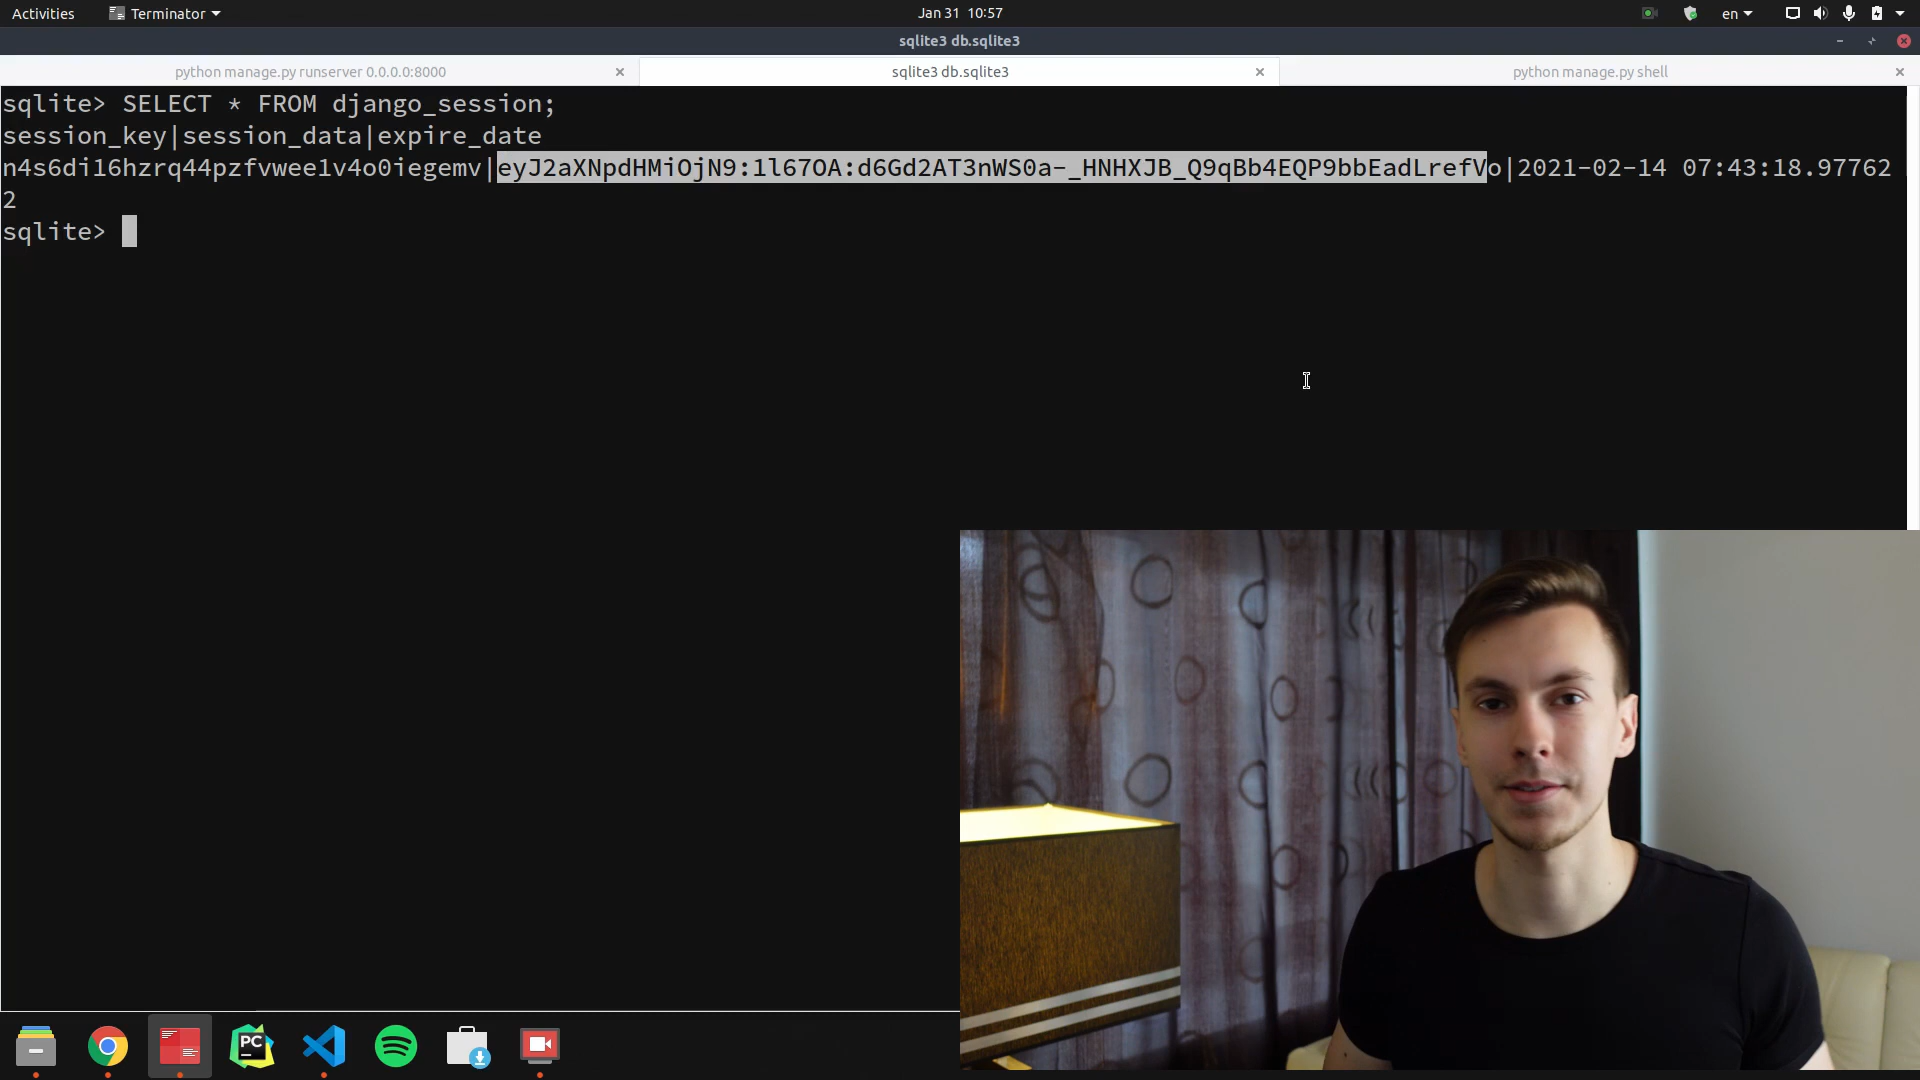 Activities
Terminator
Jan 31 10:57
en
sqlite3 db.sqlite3
python manage.py runserver 0.0.0.0:8000
sqlite3 db.sqlite3
python manage.py shell
sqlite> SELECT * FROM django_session;
session_key|session_data|expire_date
n4s6di16hzrq44pzfvwee1v4o0iegemv|eyJ2aXNpdHMiOjN9:1l67OA:d6Gd2AT3nWS0a-_HNHXJB_Q9qBb4EQP9bbEadLrefVo|2021-02-14 07:43:18.97762
2
sqlite>
PC